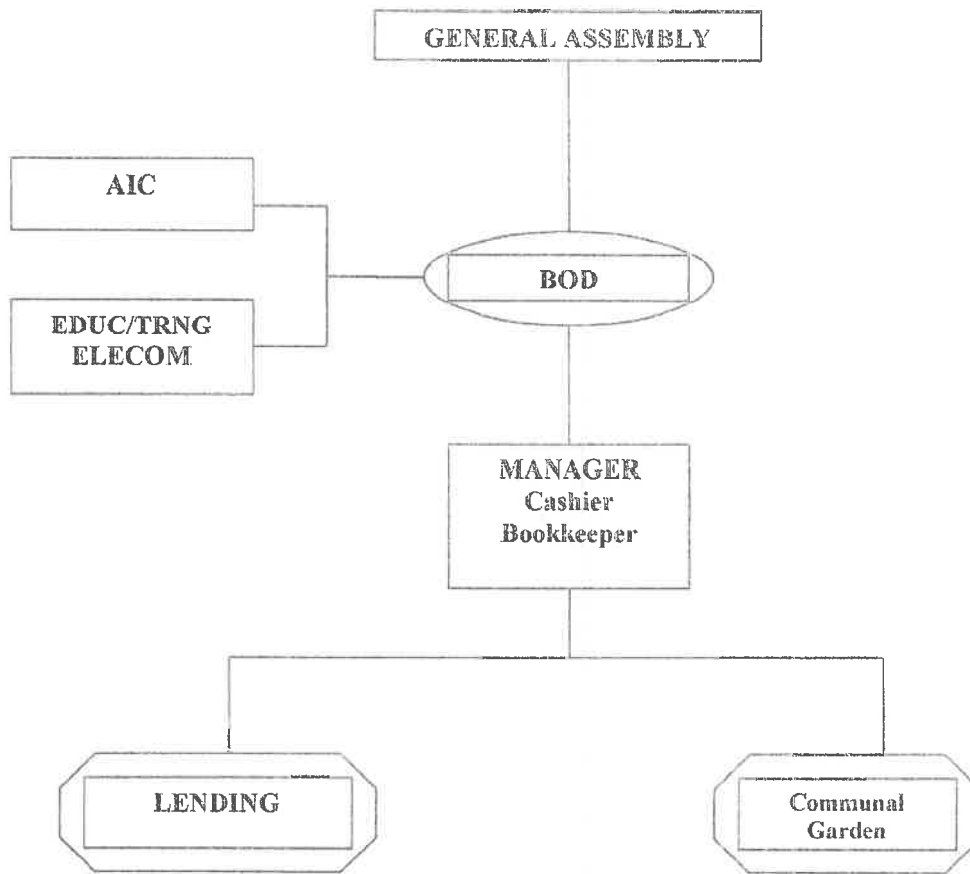 GENERAL ASSEMBLY
AIC
BOD
EDUC/TRNG
ELECOM
MANAGER
Cashier
Bookkeeper
LENDING
Communal
Garden